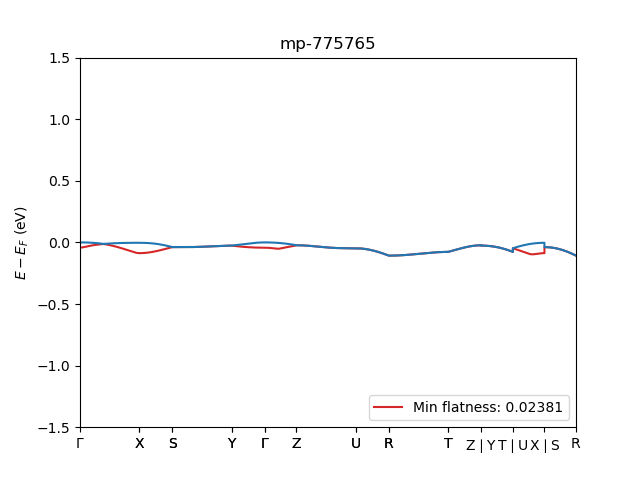 mp-775765
1.5
1.0
0.5
0.0
−0.5
−1.0
−1.5
E − E_F (eV)
Min flatness: 0.02381
Γ X S Y Γ Z U R T Z | Y T | U X | S R